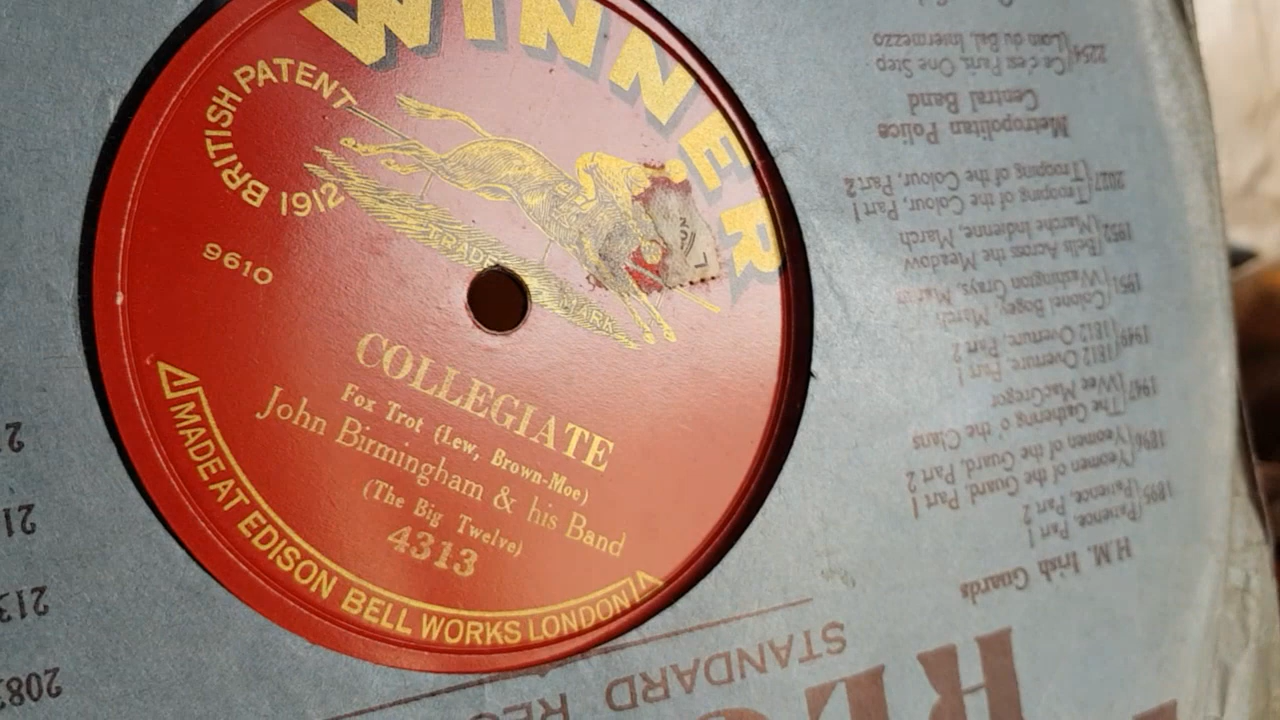 WINNER
BRITISH PATENT 1912
TRADE MARK
9610
COLLEGIATE
Fox Trot (Lew, Brown-Moe)
John Birmingham & his Band
(The Big Twelve)
4313
MADE AT EDISON BELL WORKS LONDON
STANDARD
H.M. Irish Guards
1895 (Patience, Part 1
(Patience, Part 2
1896 (Yeomen of the Guard, Part 1
(Yeomen of the Guard, Part 2
1947 (The Gathering o' the Clans
(Wee MacGregor
1949 (1812 Overture, Part 1
(1812 Overture, Part 2
1951 (Colonel Bogey, March
(Washington Grays, March
1952 (Bells Across the Meadow
(Marche Indienne, March
2027 (Trooping of the Colour, Part 1
(Trooping of the Colour, Part 2
Metropolitan Police
Central Band
2254 (Ca c'est Paris, One Step
(Loin du Bal, Intermezzo